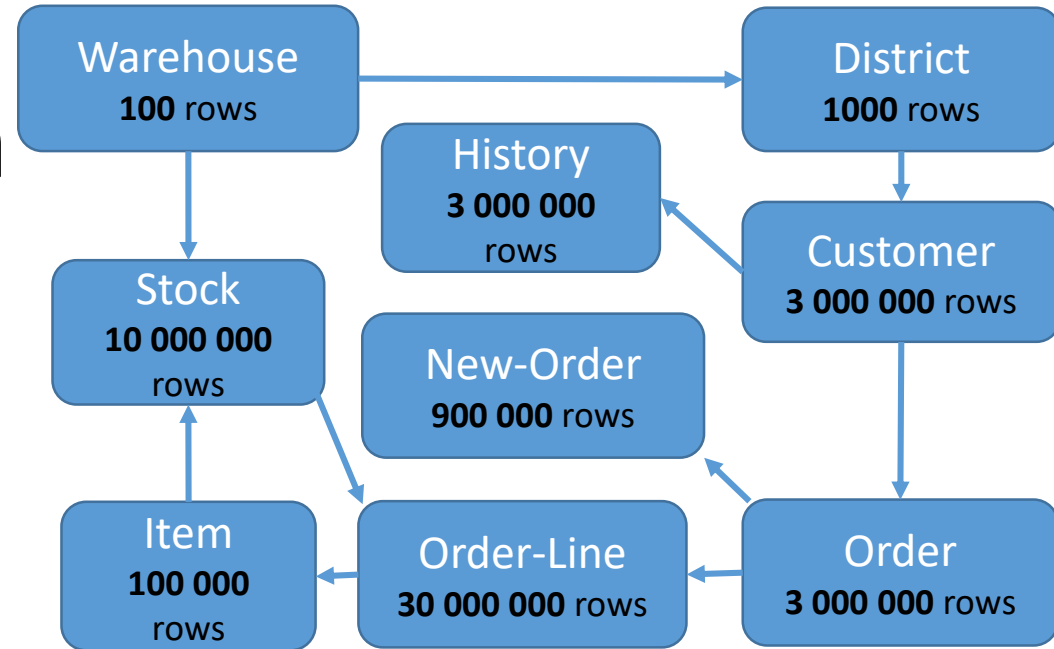 Warehouse
100 rows
District
1000 rows
History
3 000 000
rows
Customer
3 000 000 rows
Stock
10 000 000
rows
New-Order
900 000 rows
Item
100 000
rows
Order-Line
30 000 000 rows
Order
3 000 000 rows